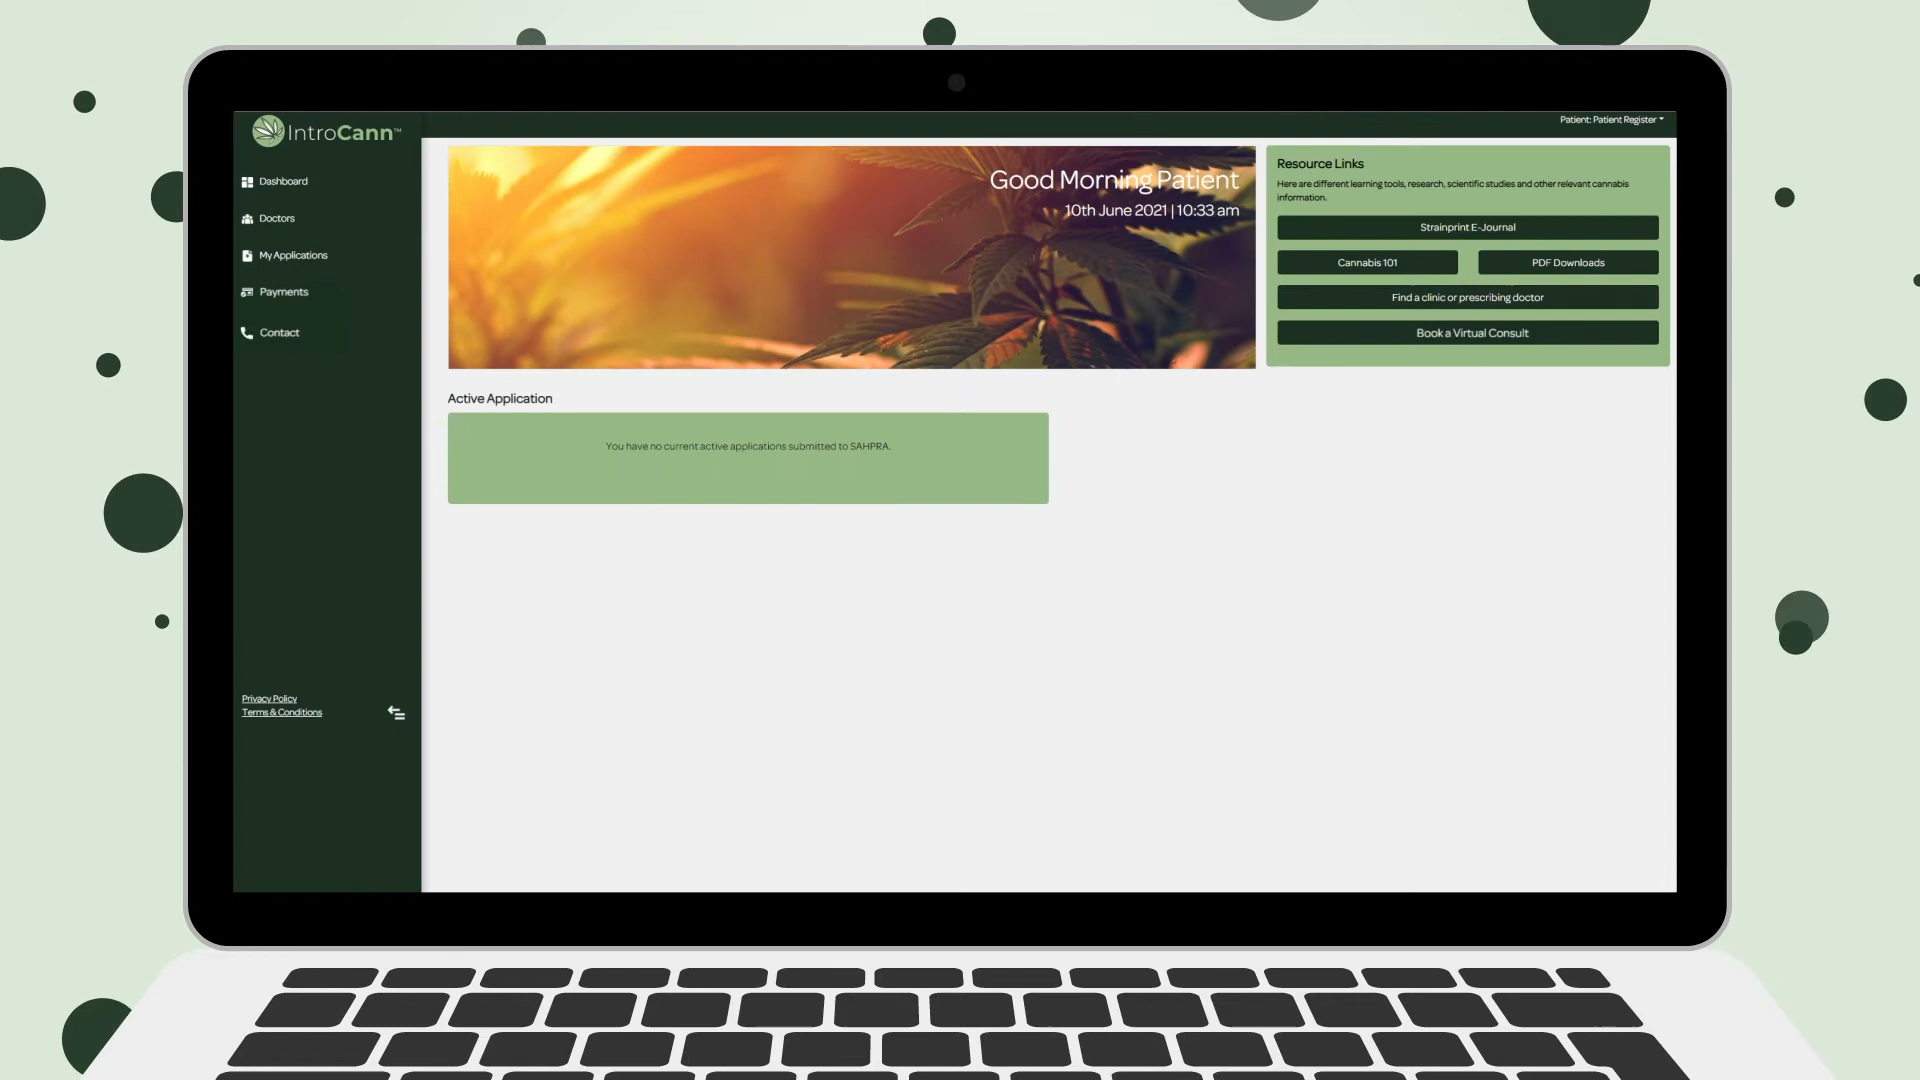 IntroCann™
Patient: Patient Register
Dashboard
Doctors
My Applications
Payments
Contact
Privacy Policy
Terms & Conditions
Good Morning Patient
10th June 2021 | 10:33 am
Resource Links
Here are different learning tools, research, scientific studies and other relevant cannabis
information.
Strainprint E-Journal
Cannabis 101
PDF Downloads
Find a clinic or prescribing doctor
Book a Virtual Consult
Active Application
You have no current active applications submitted to SAHPRA.